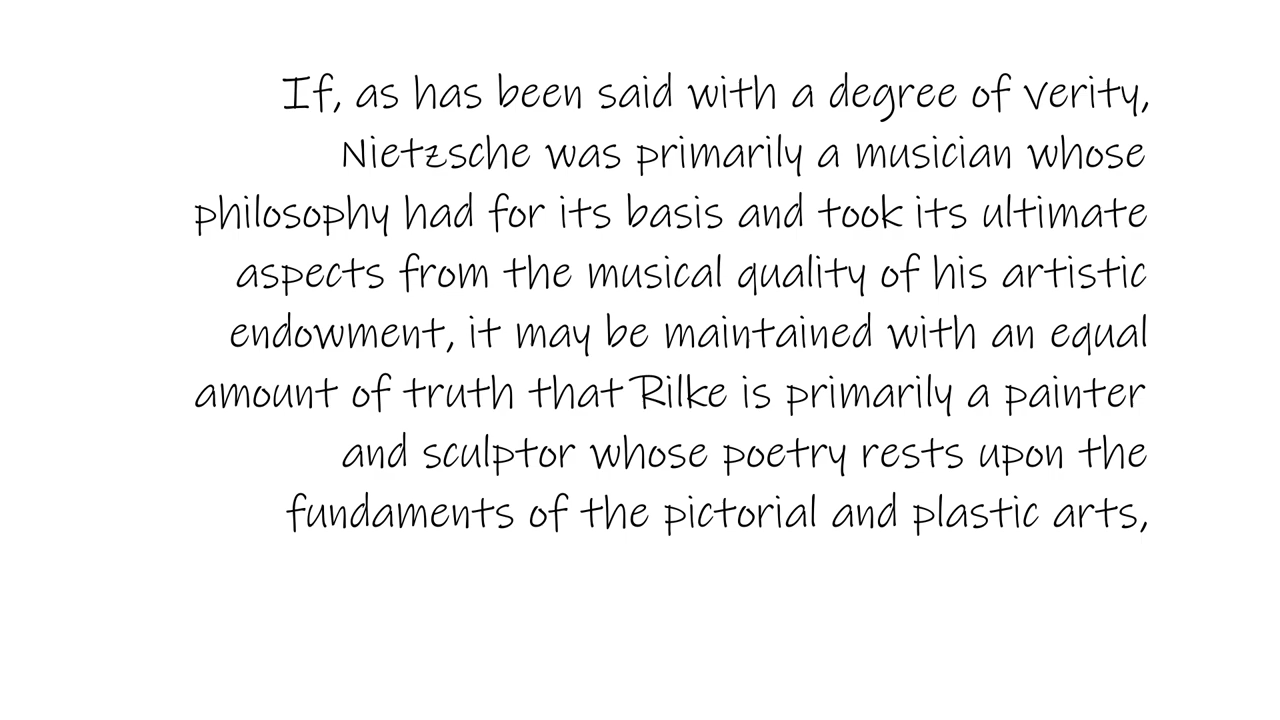 If, as has been said with a degree of verity,
Nietzsche was primarily a musician whose
philosophy had for its basis and took its ultimate
aspects from the musical quality of his artistic
endowment, it may be maintained with an equal
amount of truth that Rilke is primarily a painter
and sculptor whose poetry rests upon the
fundaments of the pictorial and plastic arts,